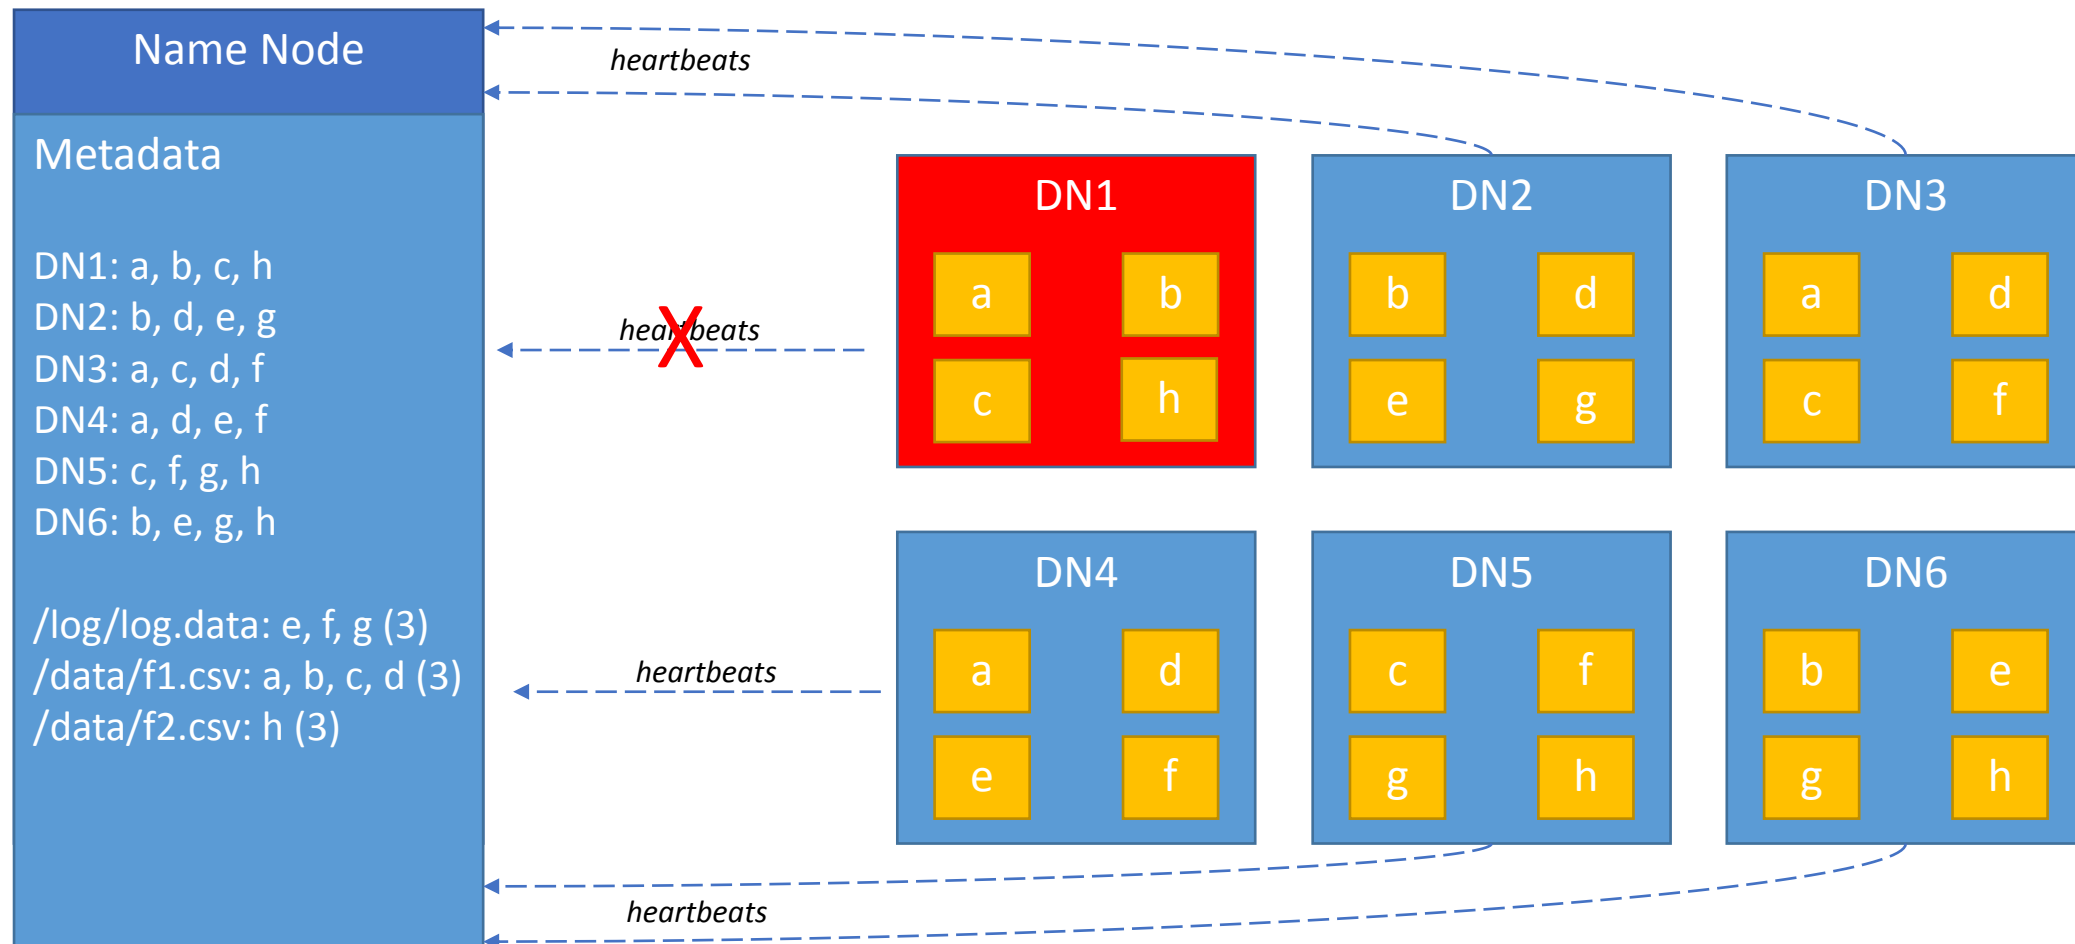 Name Node
Metadata
DN1: a, b, c, h
DN2: b, d, e, g
DN3: a, c, d, f
DN4: a, d, e, f
DN5: c, f, g, h
DN6: b, e, g, h
/log/log.data: e, f, g (3)
/data/f1.csv: a, b, c, d (3)
/data/f2.csv: h (3)
heartbeats
heartbeats
X
heartbeats
heartbeats
DN1
a b
c h
DN2
b d
e g
DN3
a d
c f
DN4
a d
e f
DN5
c f
g h
DN6
b e
g h